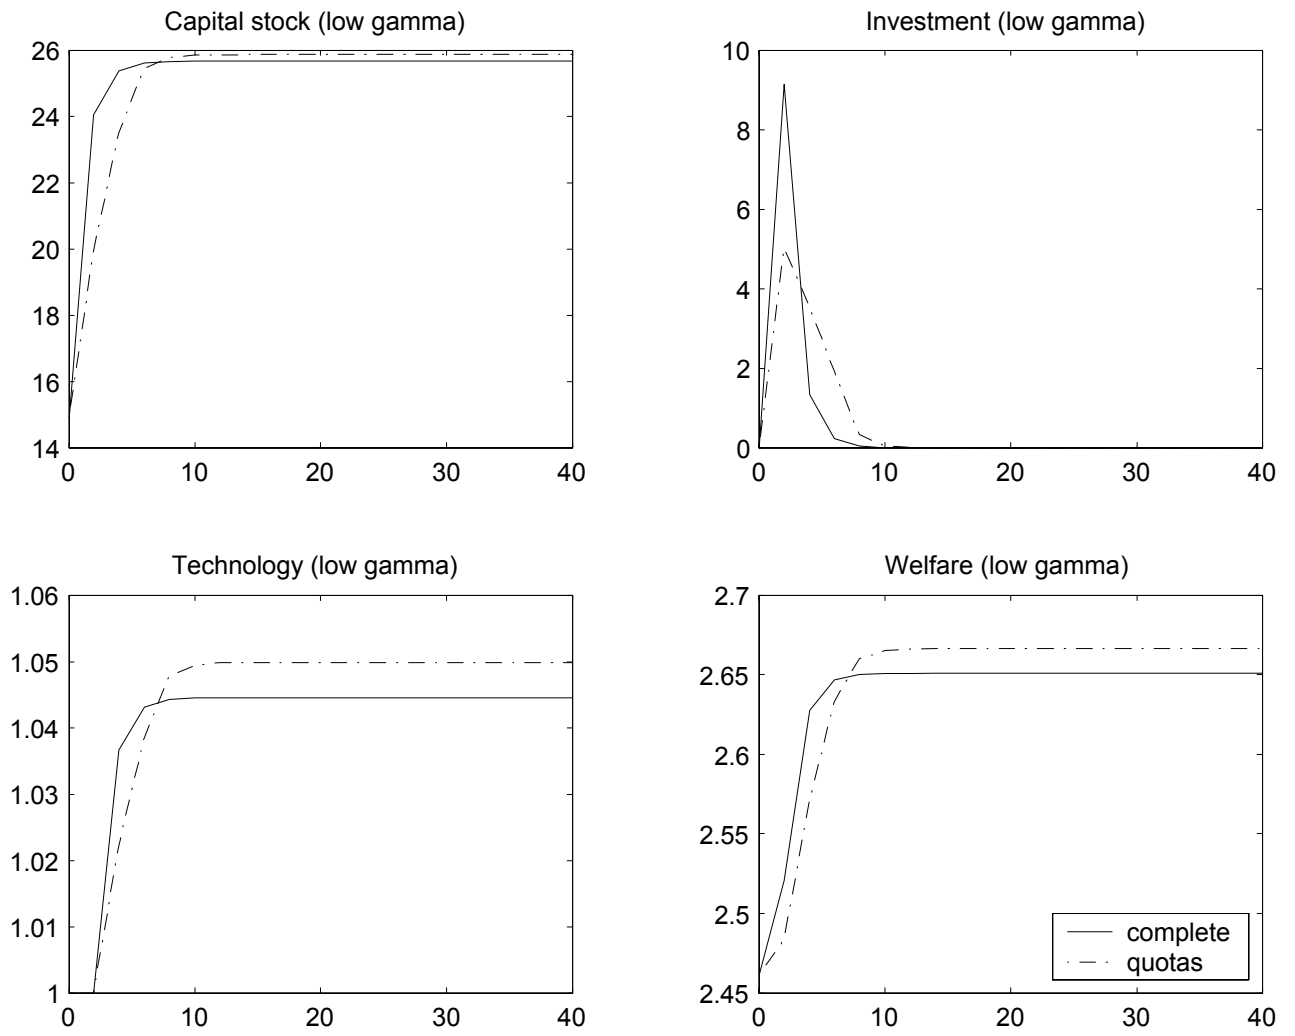 Capital stock (low gamma)
26
24
22
20
18
16
14
0 10 20 30 40
Investment (low gamma)
10
8
6
4
2
0
0 10 20 30 40
Technology (low gamma)
1.06
1.05
1.04
1.03
1.02
1.01
1
0 10 20 30 40
Welfare (low gamma)
2.7
2.65
2.6
2.55
2.5
2.45
0 10 20 30 40
complete
quotas